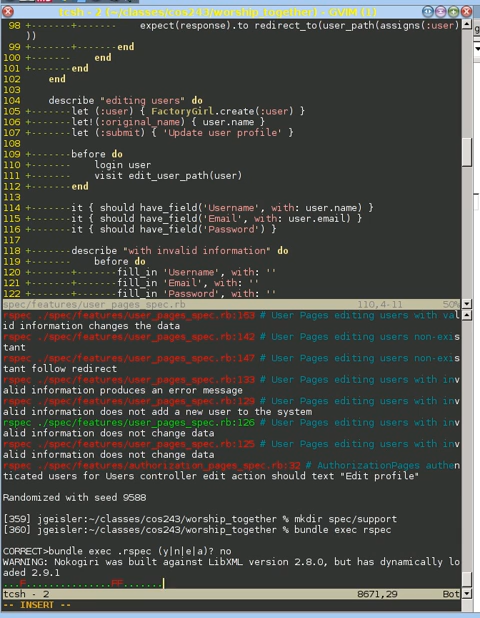 tcsh - 2 (~/classes/cos243/worship_together) - GVIM (1)
98 +-------+-------    expect(response).to redirect_to(user_path(assigns(:user)
))
99 +-------+-------end
100 +-------    end
101 +-------end
102     end
103
104     describe "editing users" do
105 +-------let (:user) { FactoryGirl.create(:user) }
106 +-------let!(:original_name) { user.name }
107 +-------let (:submit) { 'Update user profile' }
108
109 +-------before do
110 +-------    login user
111 +-------    visit edit_user_path(user)
112 +-------end
113
114 +-------it { should have_field('Username', with: user.name) }
115 +-------it { should have_field('Email', with: user.email) }
116 +-------it { should have_field('Password') }
117
118 +-------describe "with invalid information" do
119 +-------    before do
120 +-------+-------fill_in 'Username', with: ''
121 +-------+-------fill_in 'Email', with: ''
122 +-------+-------fill_in 'Password', with: ''
spec/features/user_pages_spec.rb 110,4-11 50%
rspec ./spec/features/user_pages_spec.rb:163 # User Pages editing users with val
id information changes the data
rspec ./spec/features/user_pages_spec.rb:142 # User Pages editing users non-exis
tant
rspec ./spec/features/user_pages_spec.rb:147 # User Pages editing users non-exis
tant follow redirect
rspec ./spec/features/user_pages_spec.rb:133 # User Pages editing users with inv
alid information produces an error message
rspec ./spec/features/user_pages_spec.rb:129 # User Pages editing users with inv
alid information does not add a new user to the system
rspec ./spec/features/user_pages_spec.rb:126 # User Pages editing users with inv
alid information does not change data
rspec ./spec/features/user_pages_spec.rb:125 # User Pages editing users with inv
alid information does not change data
rspec ./spec/features/authorization_pages_spec.rb:32 # AuthorizationPages authen
ticated users for Users controller edit action should text "Edit profile"
Randomized with seed 9588
[359] jgeisler:~/classes/cos243/worship_together % mkdir spec/support
[360] jgeisler:~/classes/cos243/worship_together % bundle exec rspec
CORRECT>bundle exec .rspec (y|n|e|a)? no
WARNING: Nokogiri was built against LibXML version 2.8.0, but has dynamically lo
aded 2.9.1
...F...............FF.......
tcsh - 2 8671,29 Bot
-- INSERT --